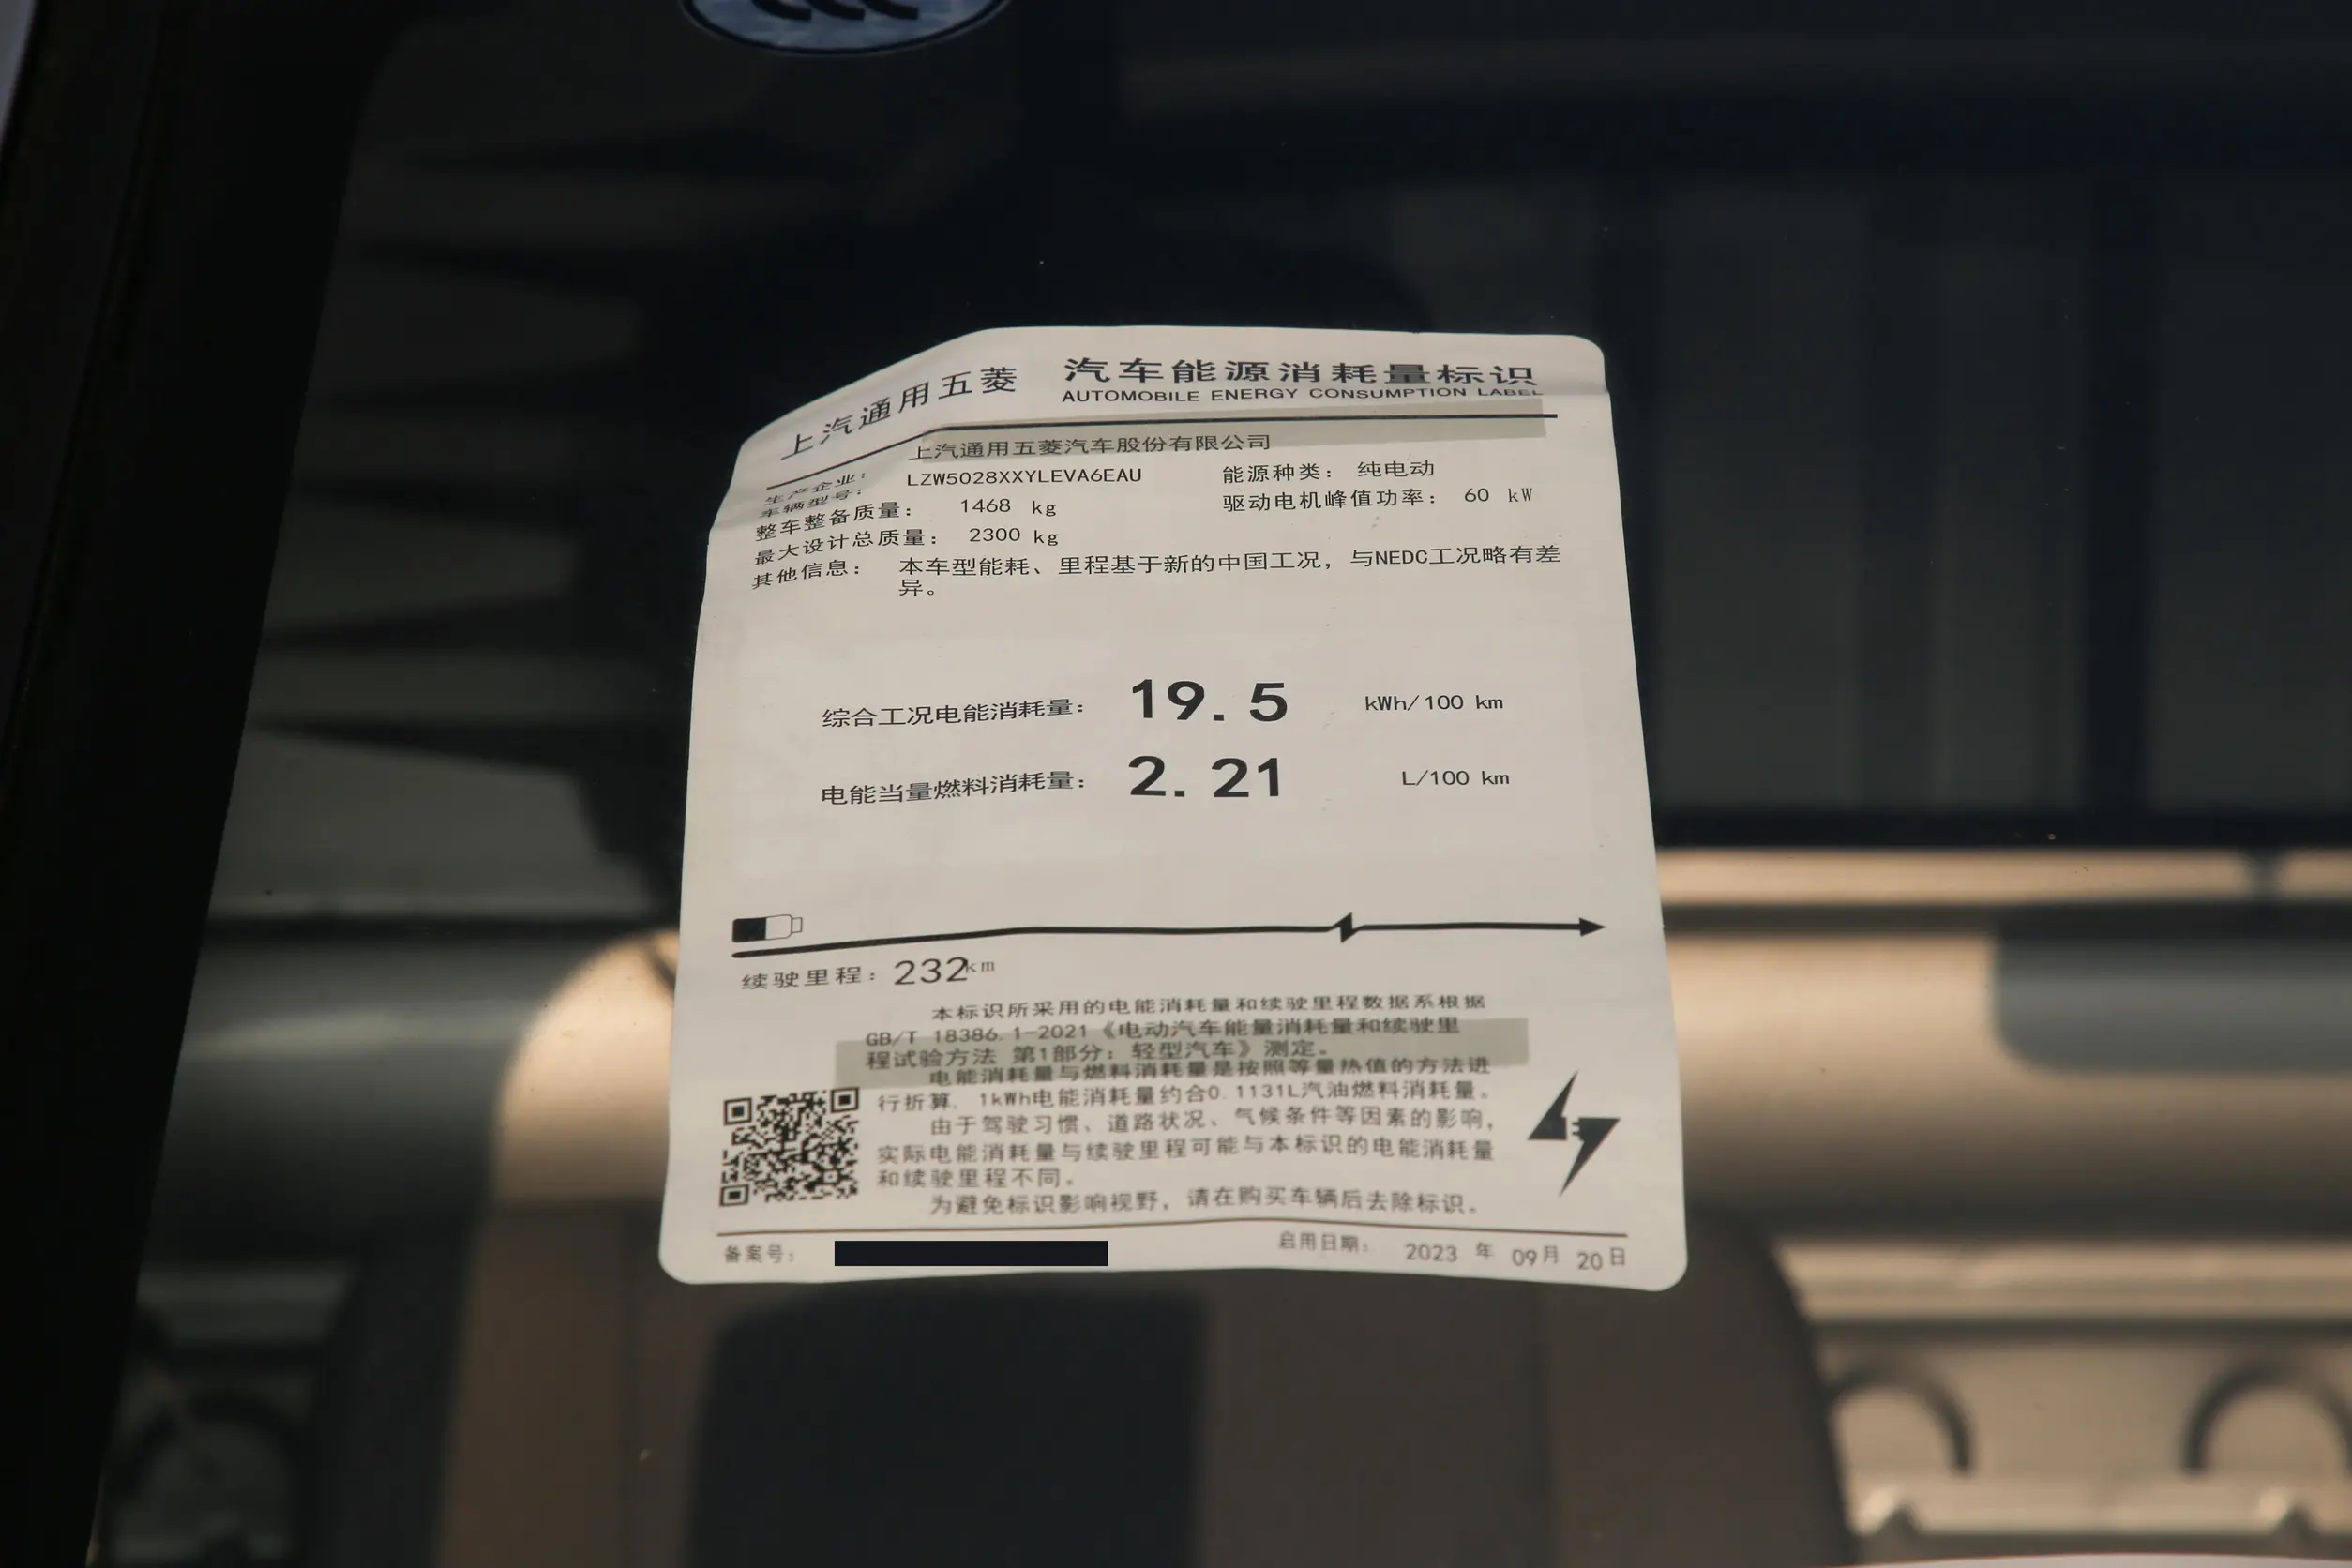 上汽通用五菱 汽车能源消耗量标识
AUTOMOBILE ENERGY CONSUMPTION LABEL
生产企业： 上汽通用五菱汽车股份有限公司
车辆型号： LZW5028XXYLEVA6EAU 能源种类： 纯电动
整车整备质量： 1468 kg 驱动电机峰值功率： 60 kW
最大设计总质量： 2300 kg
其他信息： 本车型能耗、里程基于新的中国工况，与NEDC工况略有差
异。
综合工况电能消耗量： 19.5 kWh/100 km
电能当量燃料消耗量： 2.21 L/100 km
续驶里程：232km
本标识所采用的电能消耗量和续驶里程数据系根据
GB/T 18386.1-2021《电动汽车能量消耗量和续驶里
程试验方法 第1部分：轻型汽车》测定。
电能消耗量与燃料消耗量是按照等量热值的方法进
行折算，1kWh电能消耗量约合0.1131L汽油燃料消耗量。
由于驾驶习惯、道路状况、气候条件等因素的影响，
实际电能消耗量与续驶里程可能与本标识的电能消耗量
和续驶里程不同。
为避免标识影响视野，请在购买车辆后去除标识。
备案号： 启用日期： 2023 年 09月 20日